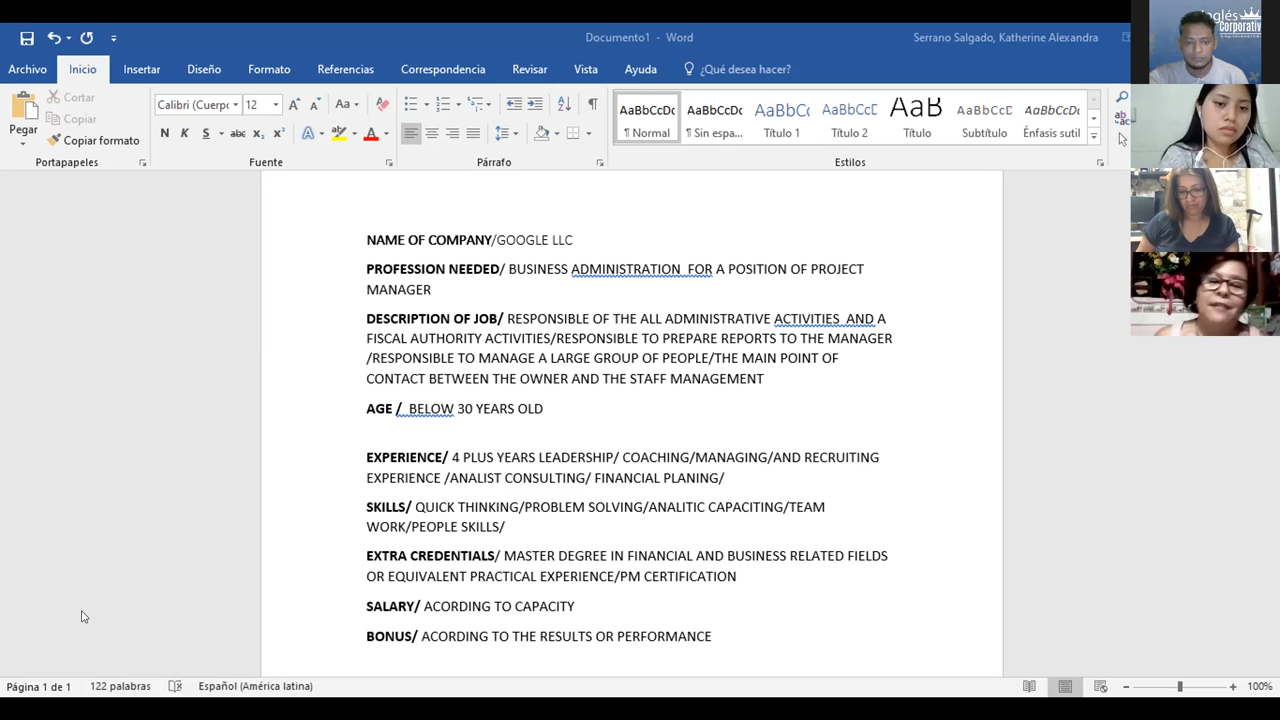 Documento1 - Word
Serrano Salgado, Katherine Alexandra
Inglés
Corporativo
Archivo Inicio Insertar Diseño Formato Referencias Correspondencia Revisar Vista Ayuda ¿Qué desea hacer?
Pegar
Cortar
Copiar
Copiar formato
Portapapeles
Calibri (Cuerpo 12
Aa
N K S abc x₂ x²
Fuente
Párrafo
AaBbCcDc AaBbCcDc AaBbCc AaBbCcD AaB AaBbCcD AaBbCcDc
¶ Normal ¶ Sin espa... Título 1 Título 2 Título Subtítulo Énfasis sutil
Estilos
NAME OF COMPANY/GOOGLE LLC
PROFESSION NEEDED/ BUSINESS ADMINISTRATION FOR A POSITION OF PROJECT
MANAGER
DESCRIPTION OF JOB/ RESPONSIBLE OF THE ALL ADMINISTRATIVE ACTIVITIES AND A
FISCAL AUTHORITY ACTIVITIES/RESPONSIBLE TO PREPARE REPORTS TO THE MANAGER
/RESPONSIBLE TO MANAGE A LARGE GROUP OF PEOPLE/THE MAIN POINT OF
CONTACT BETWEEN THE OWNER AND THE STAFF MANAGEMENT
AGE / BELOW 30 YEARS OLD
EXPERIENCE/ 4 PLUS YEARS LEADERSHIP/ COACHING/MANAGING/AND RECRUITING
EXPERIENCE /ANALIST CONSULTING/ FINANCIAL PLANING/
SKILLS/ QUICK THINKING/PROBLEM SOLVING/ANALITIC CAPACITING/TEAM
WORK/PEOPLE SKILLS/
EXTRA CREDENTIALS/ MASTER DEGREE IN FINANCIAL AND BUSINESS RELATED FIELDS
OR EQUIVALENT PRACTICAL EXPERIENCE/PM CERTIFICATION
SALARY/ ACORDING TO CAPACITY
BONUS/ ACORDING TO THE RESULTS OR PERFORMANCE
Página 1 de 1 122 palabras Español (América latina) 100%